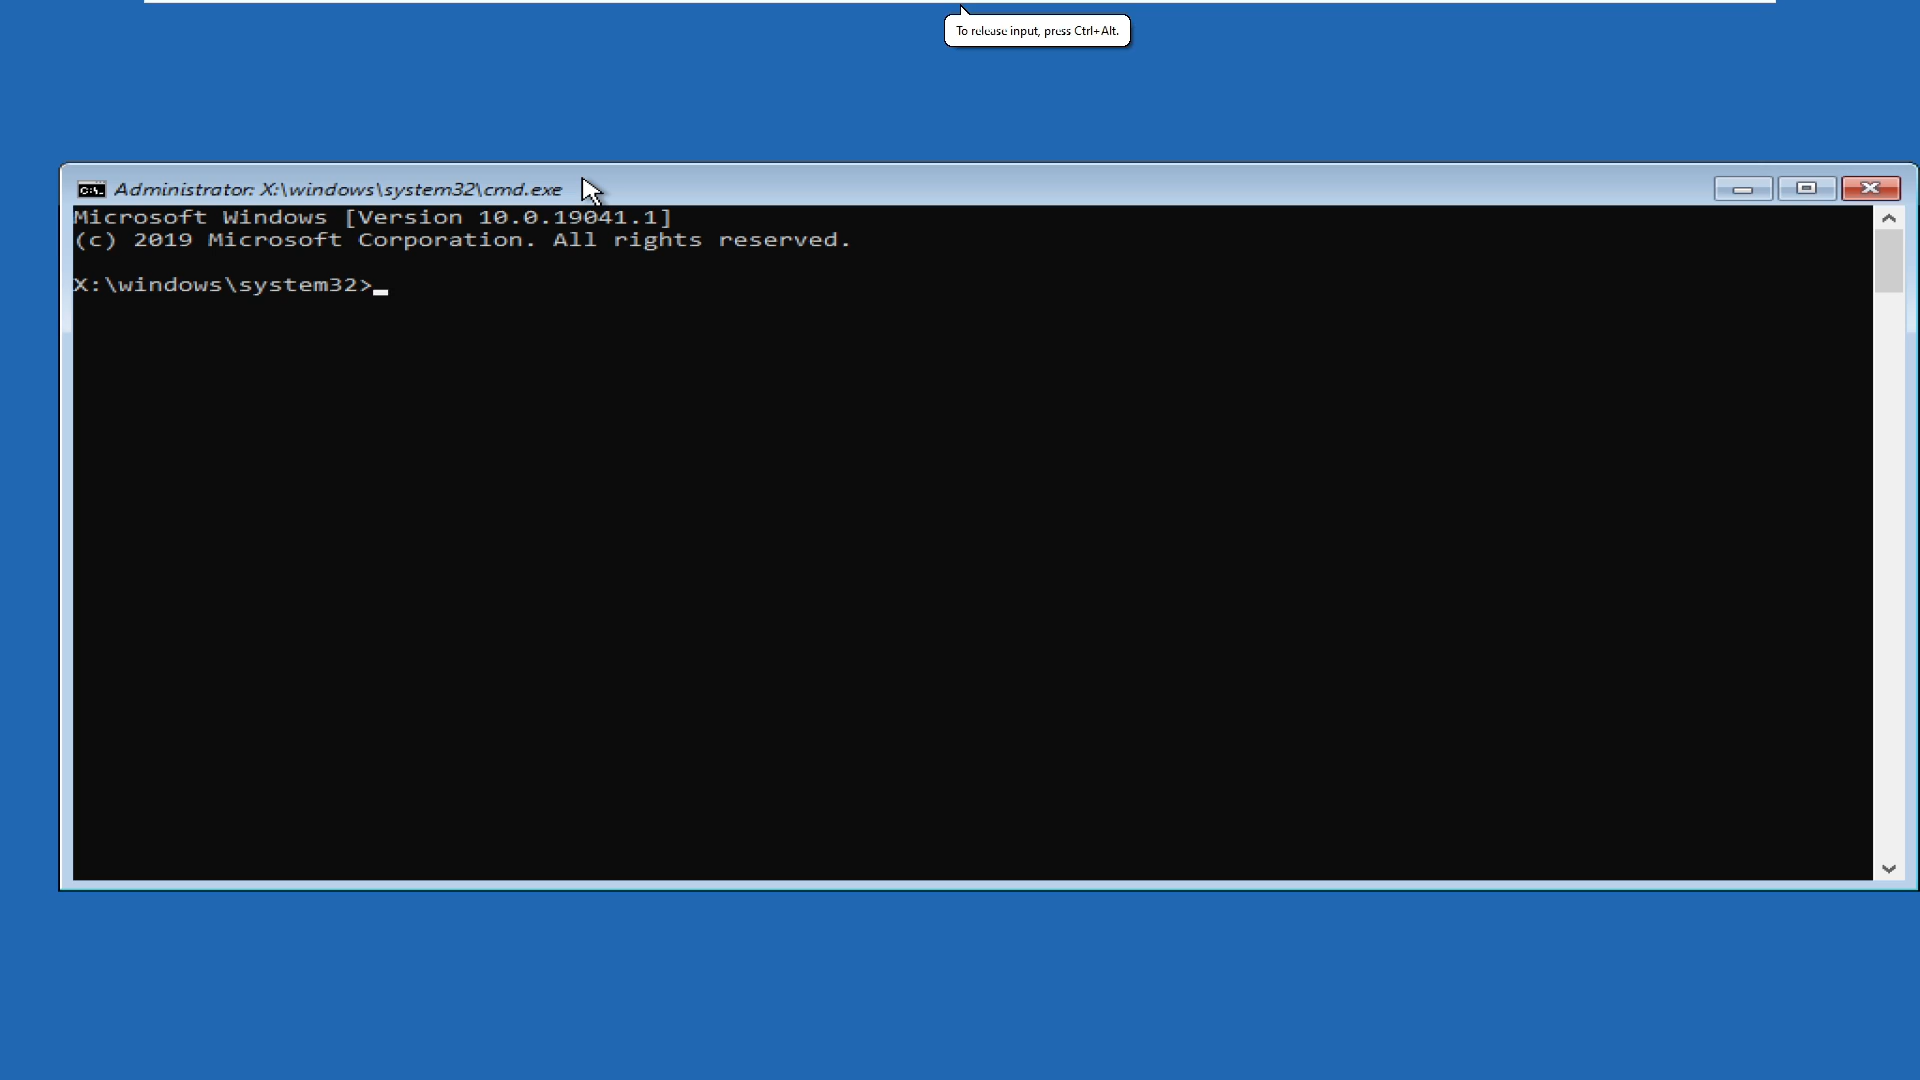 To release input, press Ctrl+Alt.
Administrator: X:\windows\system32\cmd.exe
Microsoft Windows [Version 10.0.19041.1]
(c) 2019 Microsoft Corporation. All rights reserved.
X:\windows\system32>